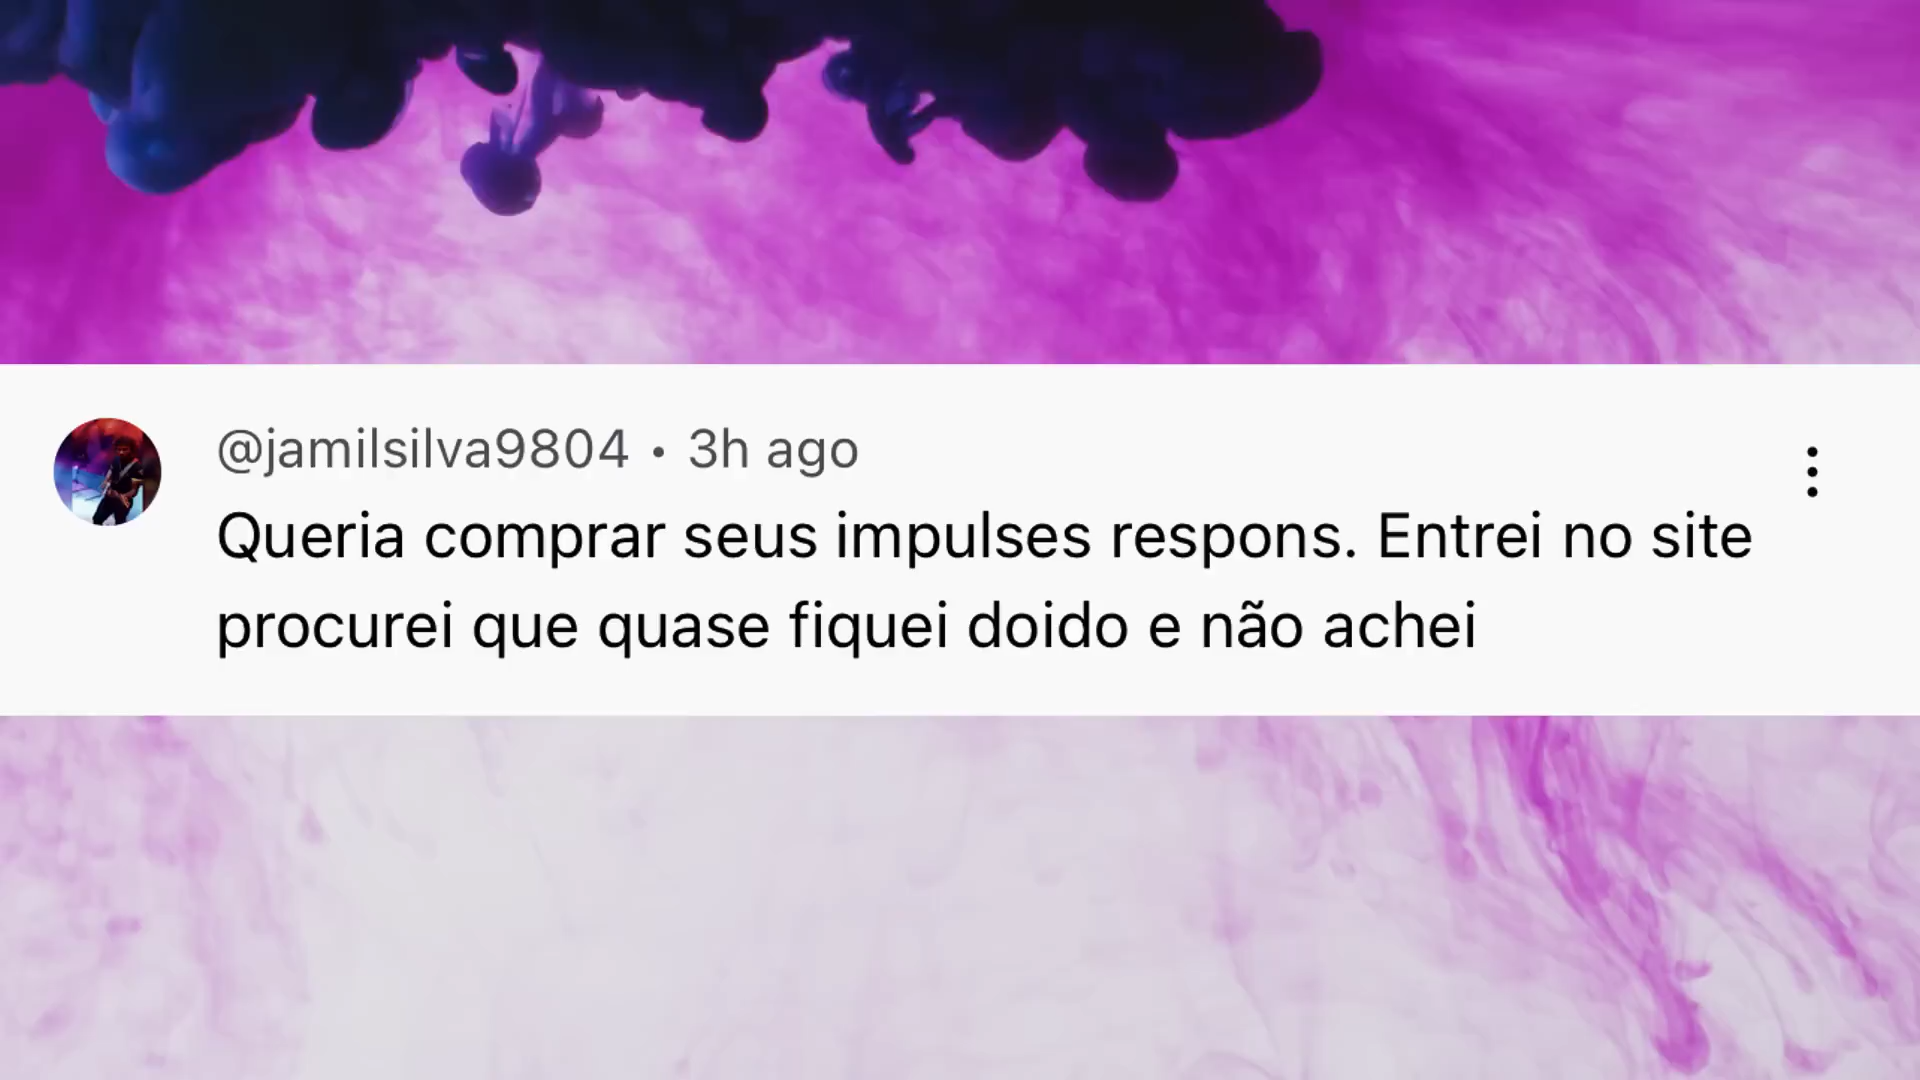 @jamilsilva9804 • 3h ago
Queria comprar seus impulses respons. Entrei no site
procurei que quase fiquei doido e não achei